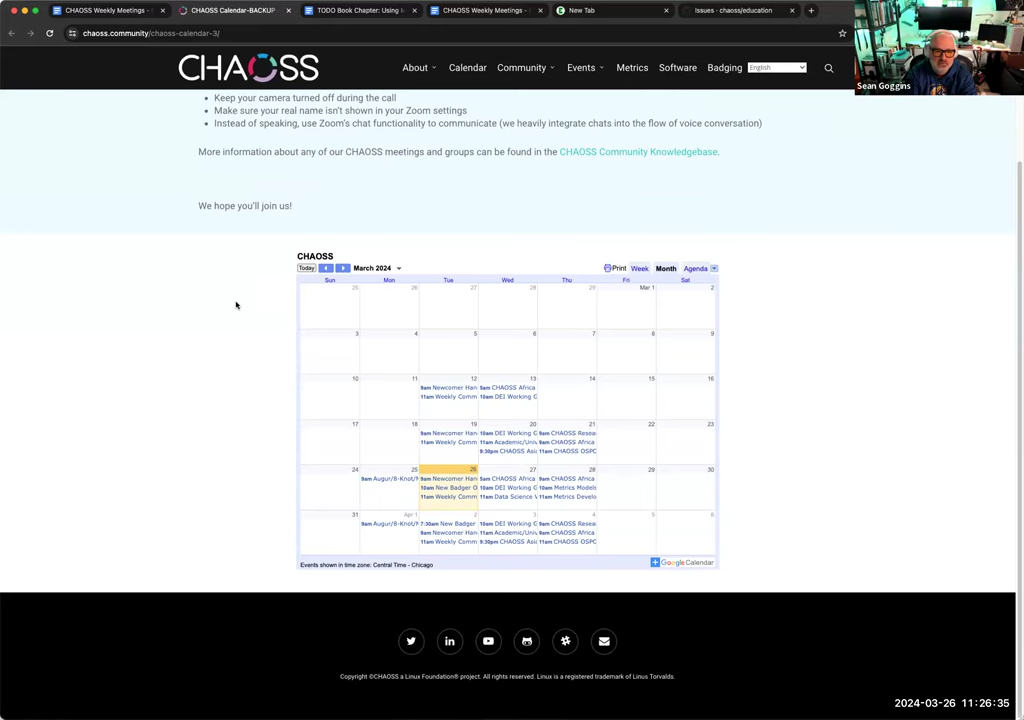 CHAOSS Weekly Meetings -
CHAOSS Calendar-BACKUP
TODO Book Chapter: Using
CHAOSS Weekly Meetings -
New Tab
Issues · chaoss/education
chaoss.community/chaoss-calendar-3/
CHAOSS
About
Calendar
Community
Events
Metrics
Software
Badging
English
Sean Goggins
Keep your camera turned off during the call
Make sure your real name isn't shown in your Zoom settings
Instead of speaking, use Zoom's chat functionality to communicate (we heavily integrate chats into the flow of voice conversation)
More information about any of our CHAOSS meetings and groups can be found in the CHAOSS Community Knowledgebase.
We hope you'll join us!
CHAOSS
Today March 2024 Print Week Month Agenda
Sun Mon Tue Wed Thu Fri Sat
25 26 27 28 29 Mar 1 2
3 4 5 6 7 8 9
10 11 12 13 14 15 16
9am Newcomer Han 9am CHAOSS Africa
11am Weekly Comm 10am DEI Working G
17 18 19 20 21 22 23
9am Newcomer Han 10am DEI Working G 9am CHAOSS Resea
11am Weekly Comm 11am Academic/Univ 9am CHAOSS Africa
9:30pm CHAOSS Asia 11am CHAOSS OSPC
24 25 26 27 28 29 30
9am Augur/8-Knot/ 9am Newcomer Han 9am CHAOSS Africa 9am CHAOSS Africa
10am New Badger O 10am DEI Working G 10am Metrics Models
11am Weekly Comm 11am Data Science 11am Metrics Develo
31 Apr 1 2 3 4 5 6
9am Augur/8-Knot/ 7:30am New Badger 10am DEI Working G 9am CHAOSS Resea
9am Newcomer Han 11am Academic/Univ 9am CHAOSS Africa
11am Weekly Comm 9:30pm CHAOSS Asia 11am CHAOSS OSPC
Events shown in time zone: Central Time - Chicago
Google Calendar
Copyright ©CHAOSS a Linux Foundation® project. All rights reserved. Linux is a registered trademark of Linus Torvalds.
2024-03-26 11:26:35